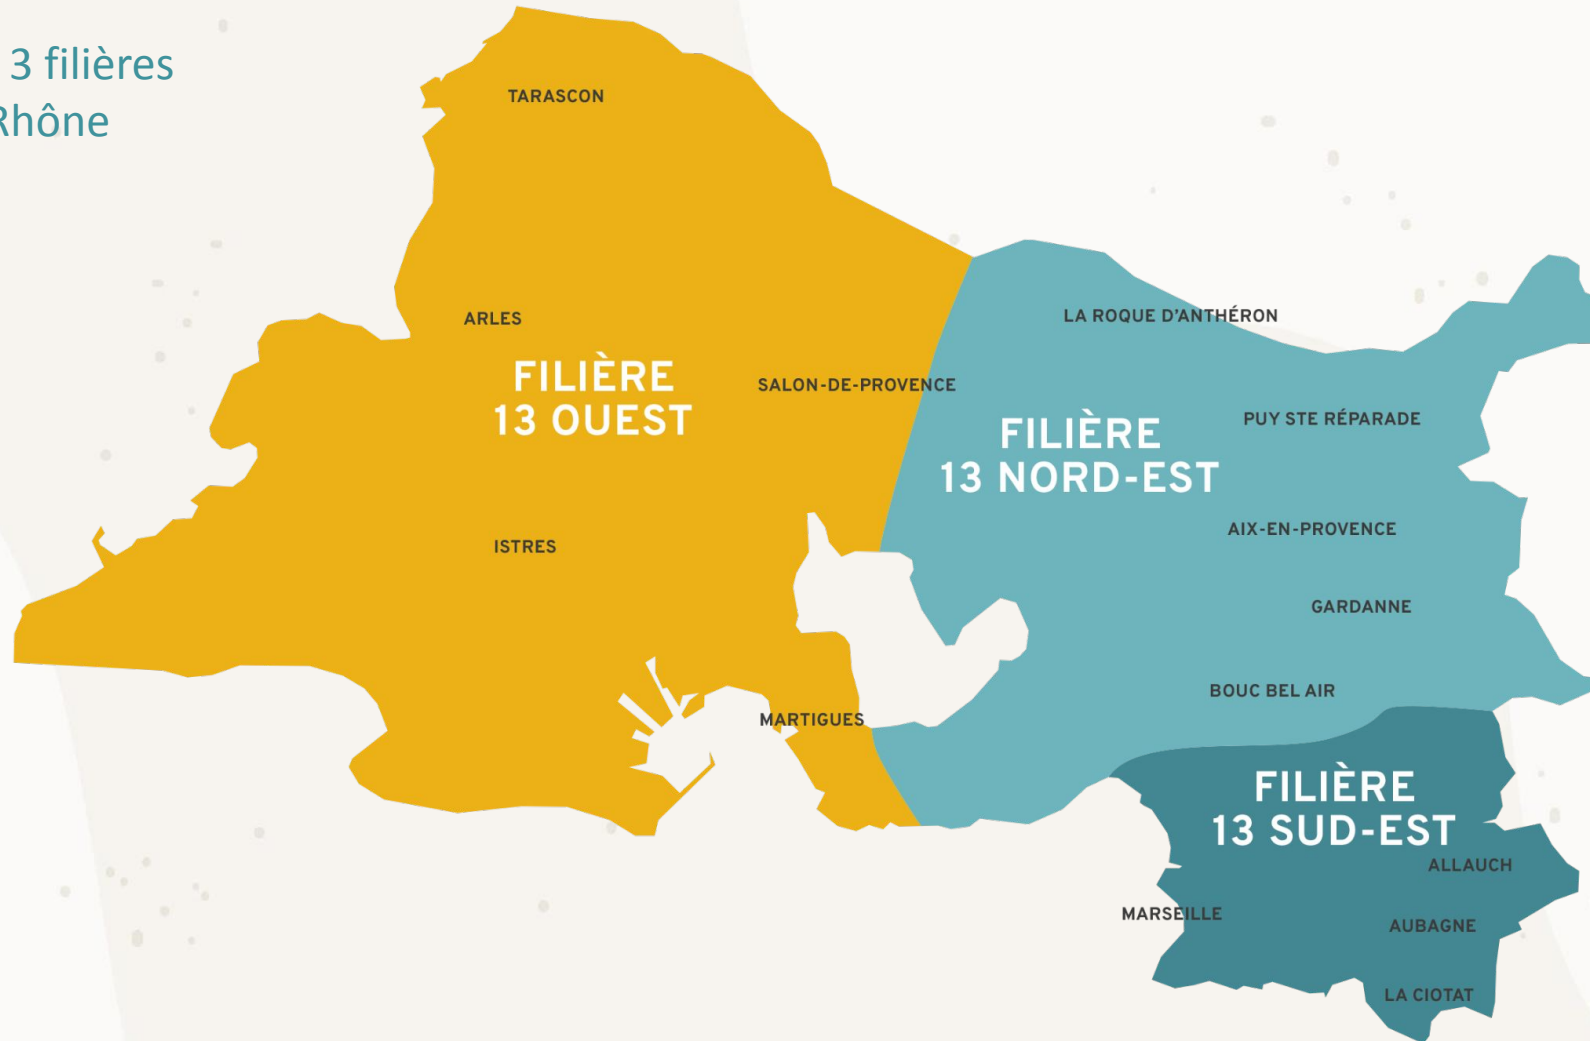 3 filières
Rhône
TARASCON
ARLES
FILIÈRE
13 OUEST
SALON-DE-PROVENCE
ISTRES
MARTIGUES
LA ROQUE D'ANTHÉRON
FILIÈRE
13 NORD-EST
PUY STE RÉPARADE
AIX-EN-PROVENCE
GARDANNE
BOUC BEL AIR
FILIÈRE
13 SUD-EST
ALLAUCH
MARSEILLE
AUBAGNE
LA CIOTAT